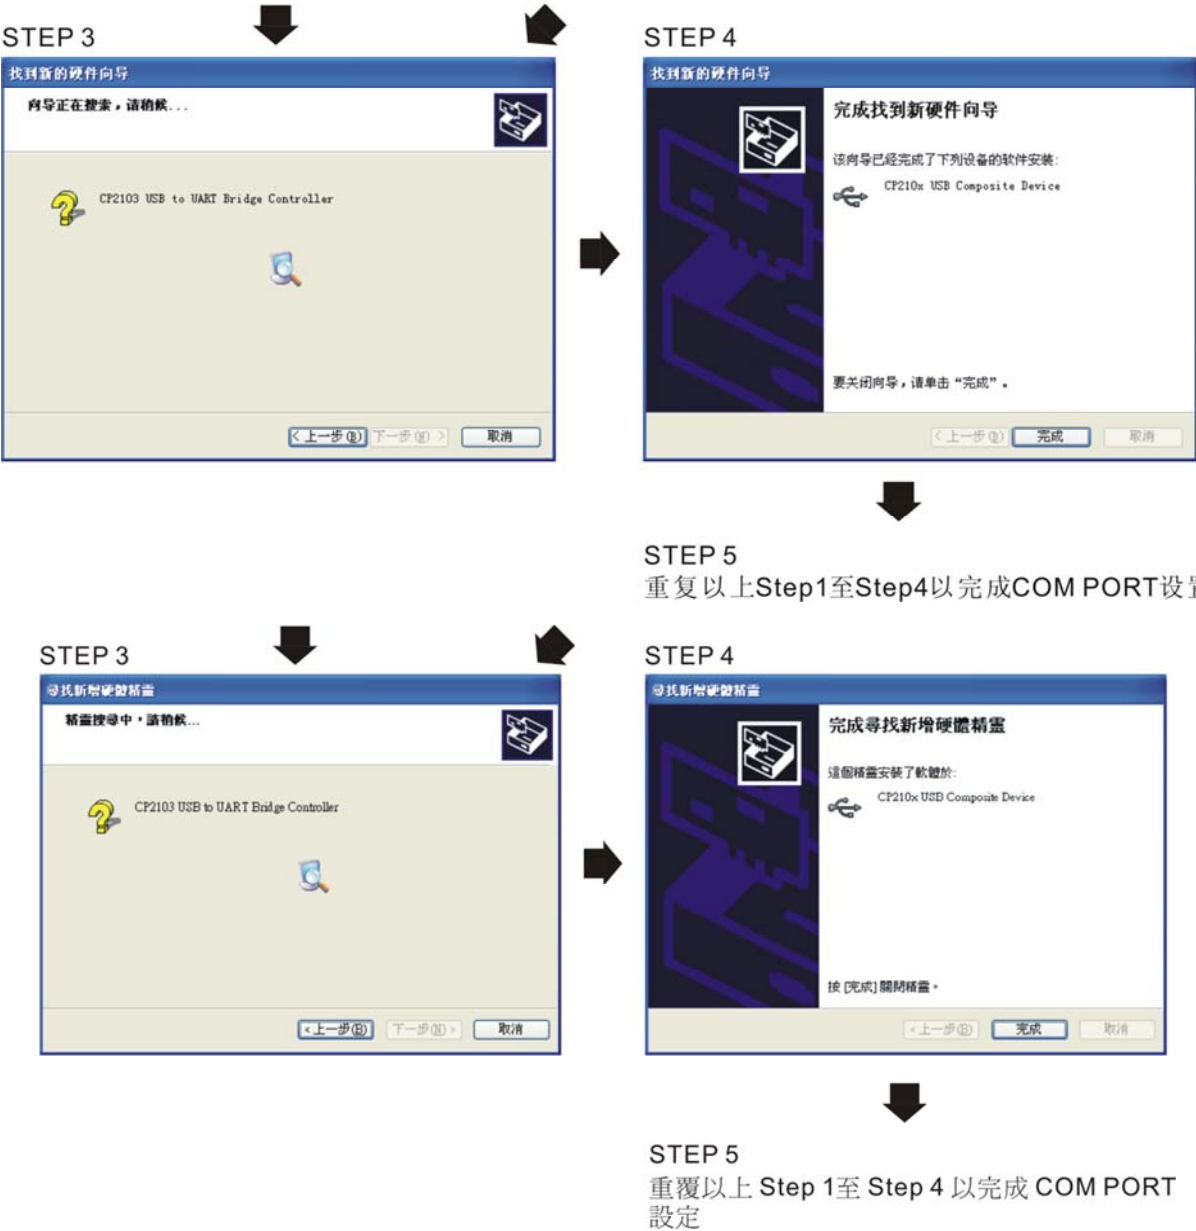 STEP 3
找到新的硬件向导
向导正在搜索，请稍候...
CP2103 USB to UART Bridge Controller
< 上一步(B)
下一步(N) >
取消
STEP 4
找到新的硬件向导
完成找到新硬件向导
该向导已经完成了下列设备的软件安装:
CP210x USB Composite Device
要关闭向导，请单击“完成”。
< 上一步(B)
完成
取消
STEP 5
重复以上Step1至Step4以完成COM PORT设置
STEP 3
尋找新增硬體精靈
精靈搜尋中，請稍候...
CP2103 USB to UART Bridge Controller
<上一步(B)
下一步(N)>
取消
STEP 4
尋找新增硬體精靈
完成尋找新增硬體精靈
這個精靈安裝了軟體於:
CP210x USB Composite Device
按 [完成] 關閉精靈。
<上一步(B)
完成
取消
STEP 5
重覆以上 Step 1至 Step 4 以完成 COM PORT
設定